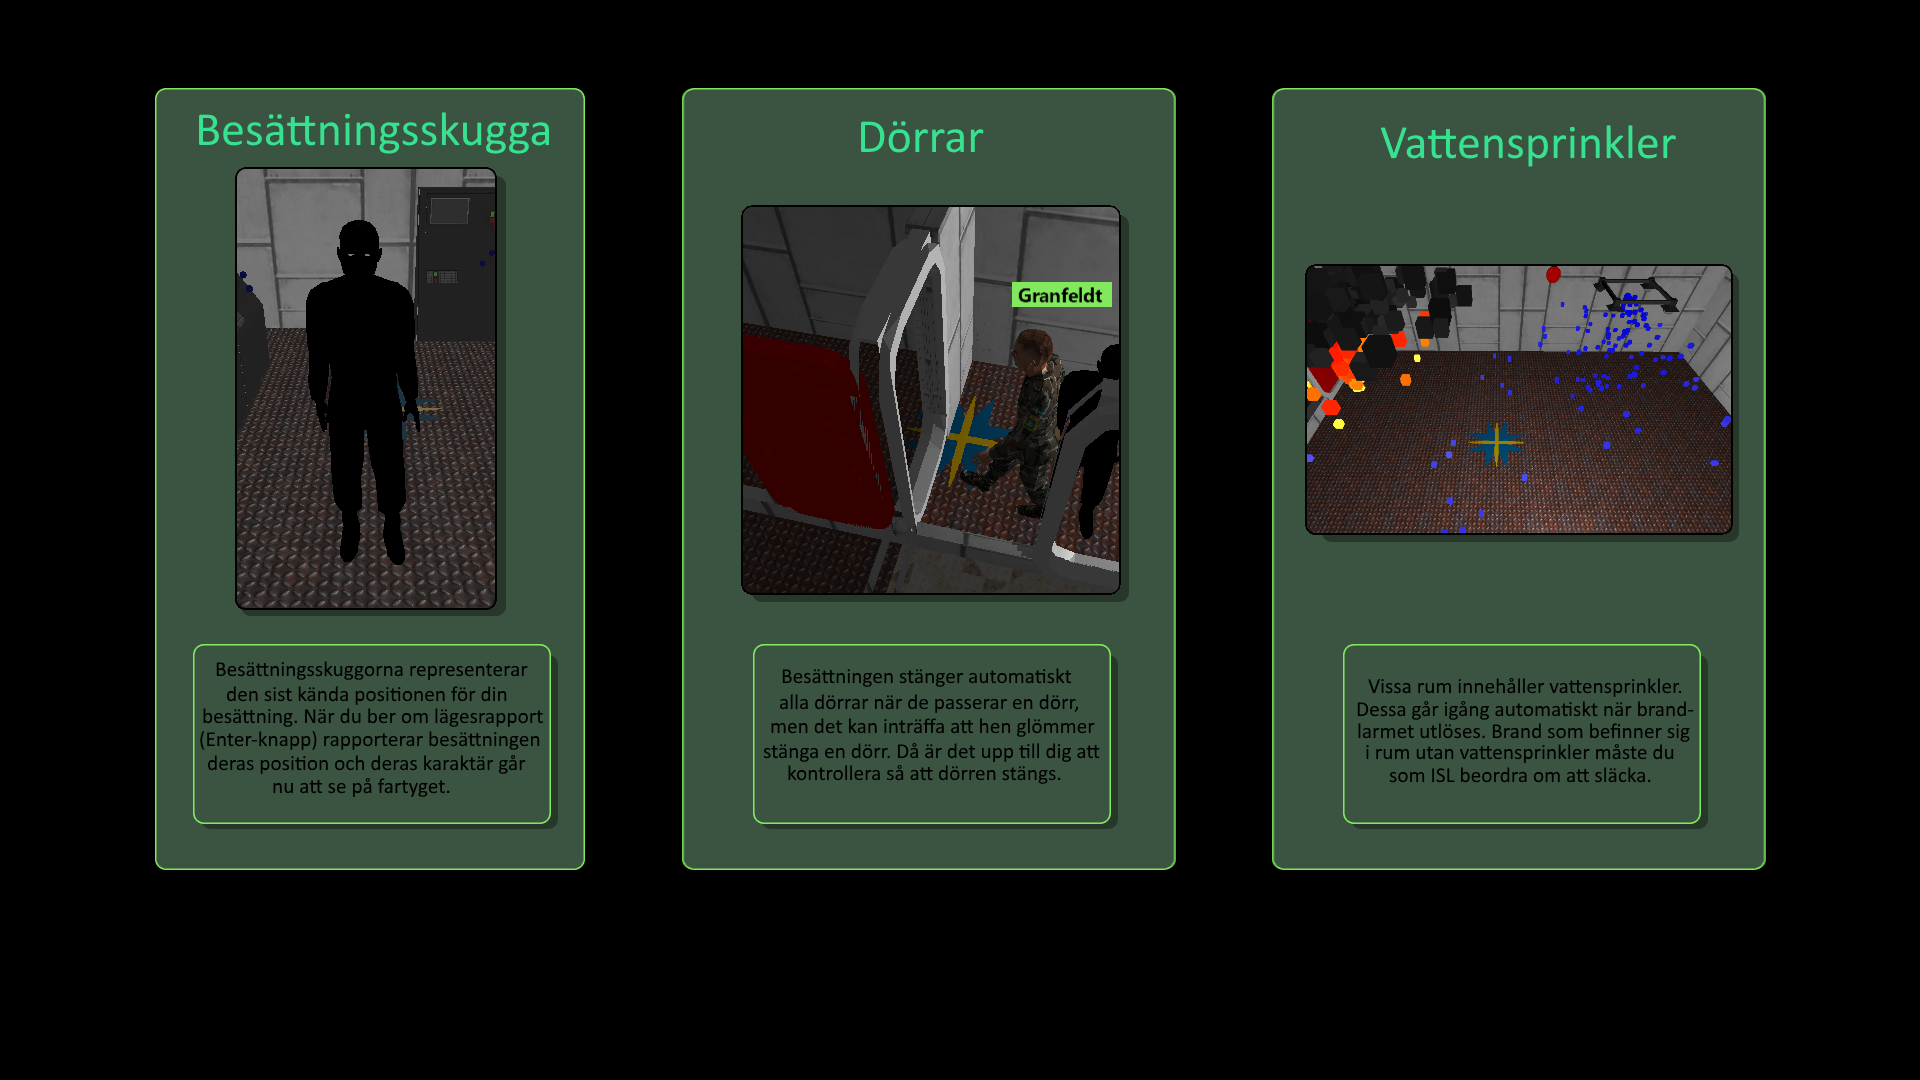 Besättningsskugga
Besättningsskuggorna representerar
den sist kända positionen för din
besättning. När du ber om lägesrapport
(Enter-knapp) rapporterar besättningen
deras position och deras karaktär går
nu att se på fartyget.
Dörrar
Granfeldt
Besättningen stänger automatiskt
alla dörrar när de passerar en dörr,
men det kan inträffa att hen glömmer
stänga en dörr. Då är det upp till dig att
kontrollera så att dörren stängs.
Vattensprinkler
Vissa rum innehåller vattensprinkler.
Dessa går igång automatiskt när brand-
larmet utlöses. Brand som befinner sig
i rum utan vattensprinkler måste du
som ISL beordra om att släcka.